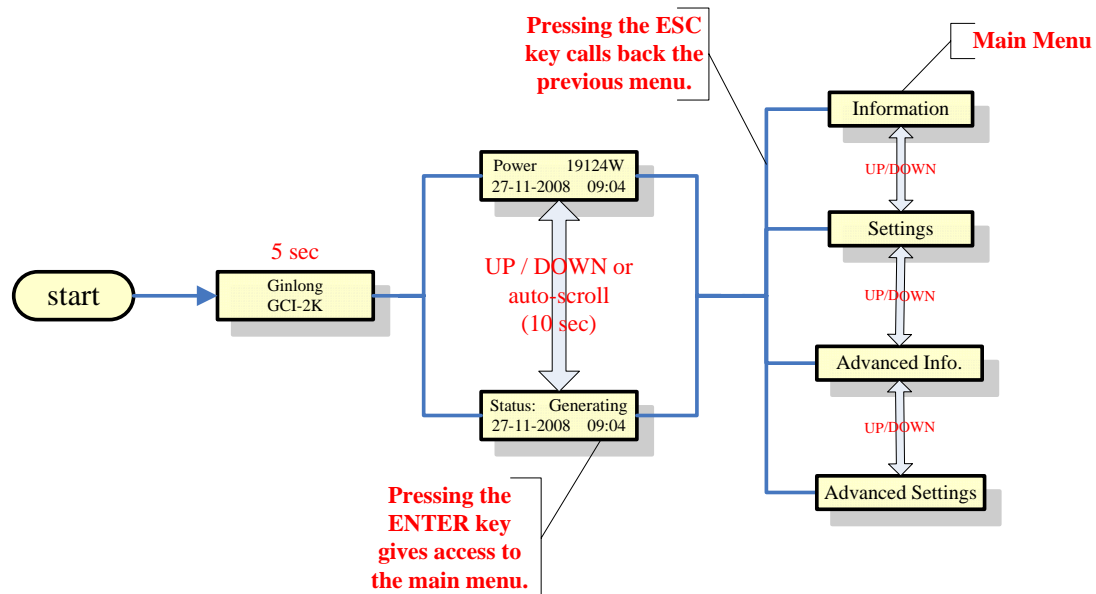 Pressing the ESC
key calls back the
previous menu.
Main Menu
Information
UP/DOWN
Power 19124W
27-11-2008 09:04
Settings
5 sec
Ginlong
GCI-2K
start
UP / DOWN or
auto-scroll
(10 sec)
UP/DOWN
Advanced Info.
Status: Generating
27-11-2008 09:04
UP/DOWN
Advanced Settings
Pressing the
ENTER key
gives access to
the main menu.